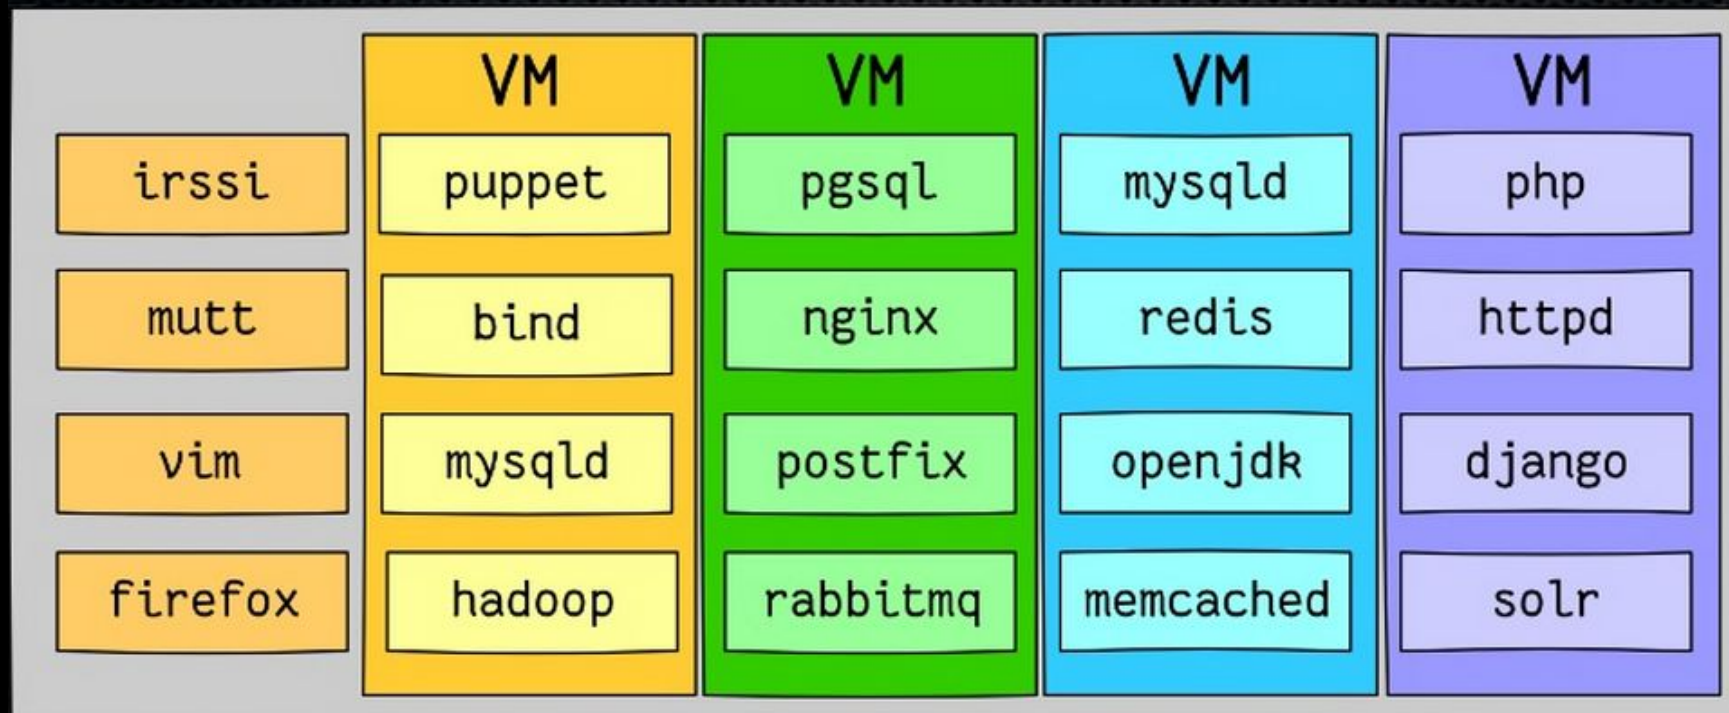 VM VM VM VM
irssi puppet pgsql mysqld php
mutt bind nginx redis httpd
vim mysqld postfix openjdk django
firefox hadoop rabbitmq memcached solr